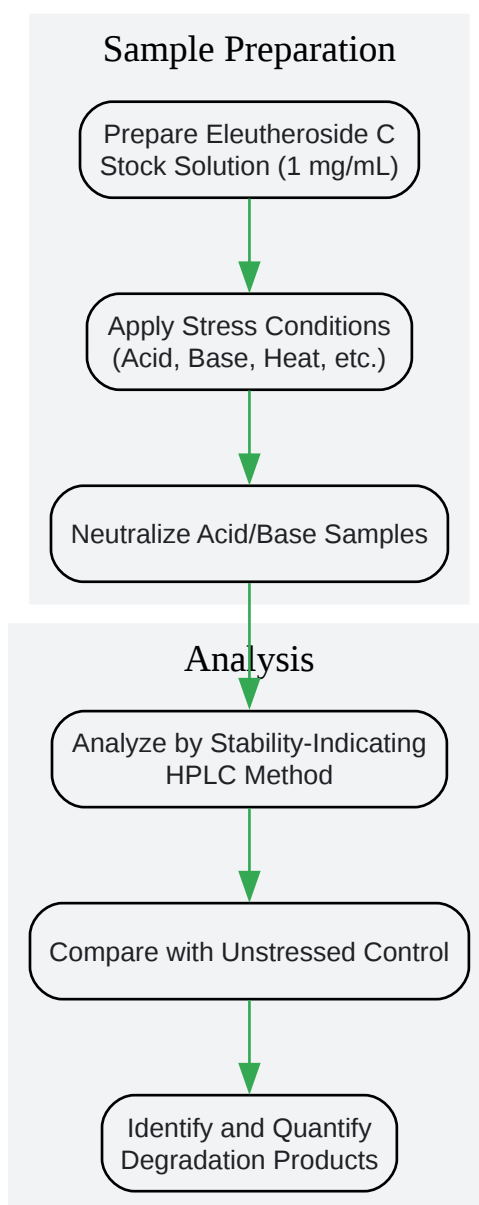 Sample Preparation
Prepare Eleutheroside C
Stock Solution (1 mg/mL)
Apply Stress Conditions
(Acid, Base, Heat, etc.)
Neutralize Acid/Base Samples
Analysis
Analyze by Stability-Indicating
HPLC Method
Compare with Unstressed Control
Identify and Quantify
Degradation Products